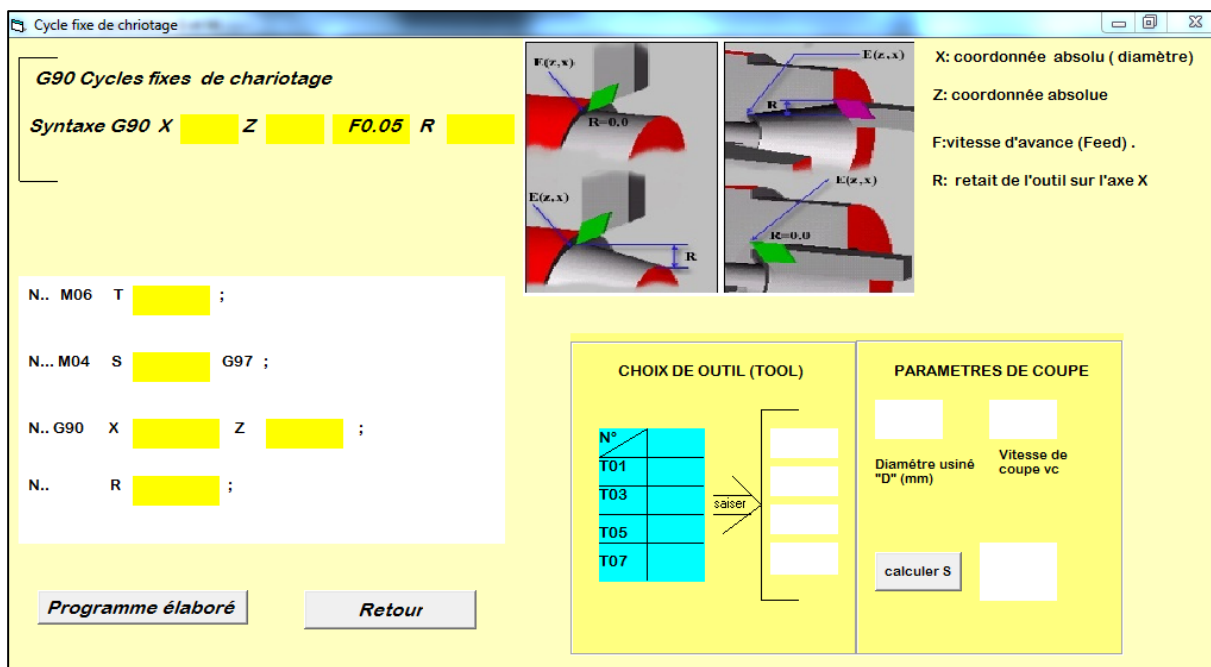 Cycle fixe de chriotage
G90 Cycles fixes de chariotage
Syntaxe G90 X Z F0.05 R
E(z,x)
R=0.0
E(z,x)
R
E(z,x)
R
E(z,x)
R=0.0
X: coordonnée absolu ( diamètre)
Z: coordonnée absolue
F:vitesse d'avance (Feed) .
R: retait de l'outil sur l'axe X
N.. M06 T ;
N... M04 S G97 ;
N.. G90 X Z ;
N.. R ;
Programme élaboré
Retour
CHOIX DE OUTIL (TOOL)
N°
T01
T03
T05
T07
saiser
PARAMETRES DE COUPE
Diamétre usiné
"D" (mm)
Vitesse de
coupe vc
calculer S